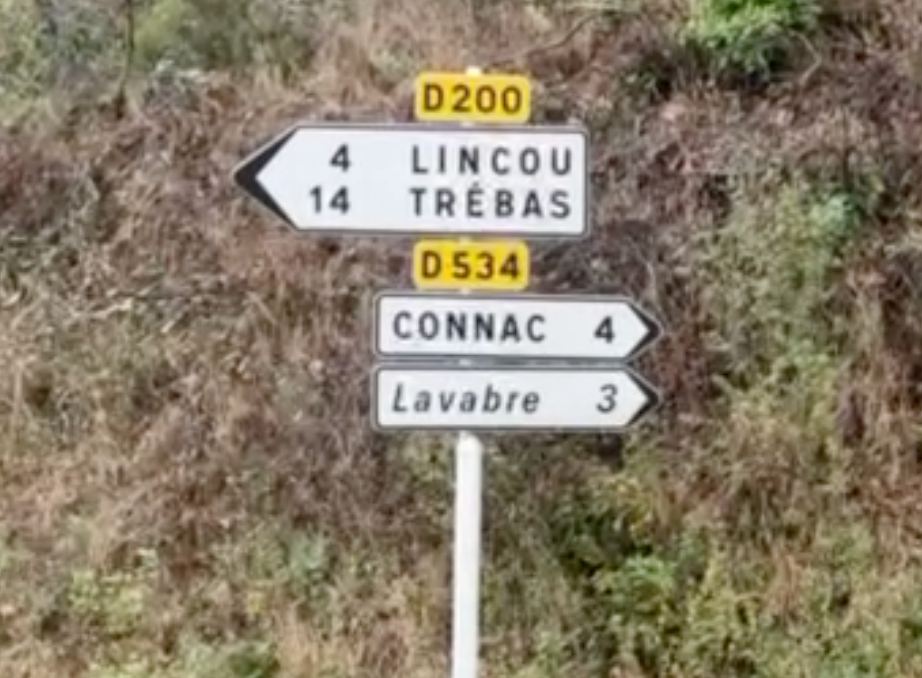 D200
4 LINCOU
14 TRÉBAS
D534
CONNAC 4
Lavabre 3